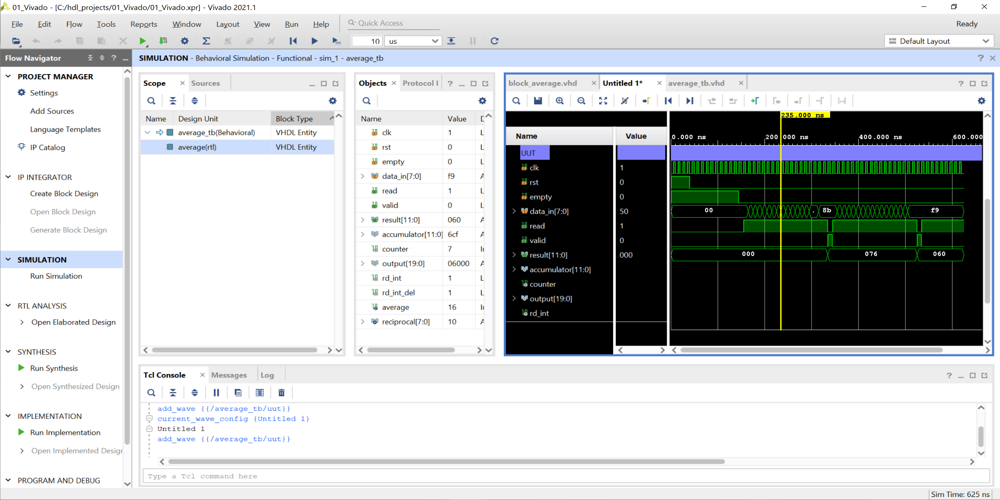 01_Vivado - [C:/hdl_projects/01_Vivado/01_Vivado.xpr] - Vivado 2021.1
File Edit Flow Tools Reports Window Layout View Run Help Quick Access Ready
10 us Default Layout
Flow Navigator
PROJECT MANAGER
Settings
Add Sources
Language Templates
IP Catalog
IP INTEGRATOR
Create Block Design
Open Block Design
Generate Block Design
SIMULATION
Run Simulation
RTL ANALYSIS
Open Elaborated Design
SYNTHESIS
Run Synthesis
Open Synthesized Design
IMPLEMENTATION
Run Implementation
Open Implemented Design
PROGRAM AND DEBUG
SIMULATION - Behavioral Simulation - Functional - sim_1 - average_tb
Scope Sources
Name Design Unit Block Type
average_tb(Behavioral) VHDL Entity
average(rtl) VHDL Entity
Objects Protocol I
Name Value D
clk 1 L
rst 0 L
empty 0 L
data_in[7:0] f9 A
read 1 L
valid 0 L
result[11:0] 060 A
accumulator[11:0] 6cf A
counter 7 I
output[19:0] 06000 A
rd_int 1 L
rd_int_del 1 L
average 16 I
reciprocal[7:0] 10 A
block_average.vhd Untitled 1* average_tb.vhd
235.000 ns
Name Value 0.000 ns 200.000 ns 400.000 ns 600.000
UUT
clk 1
rst 0
empty 0
data_in[7:0] 50 00 . 8b f9
read 1
valid 0
result[11:0] 000 000 076 060
accumulator[11:0]
counter
output[19:0]
rd_int
Tcl Console Messages Log
add_wave {{/average_tb/uut}}
current_wave_config {Untitled 1}
Untitled 1
add_wave {{/average_tb/uut}}
Type a Tcl command here
Sim Time: 625 ns